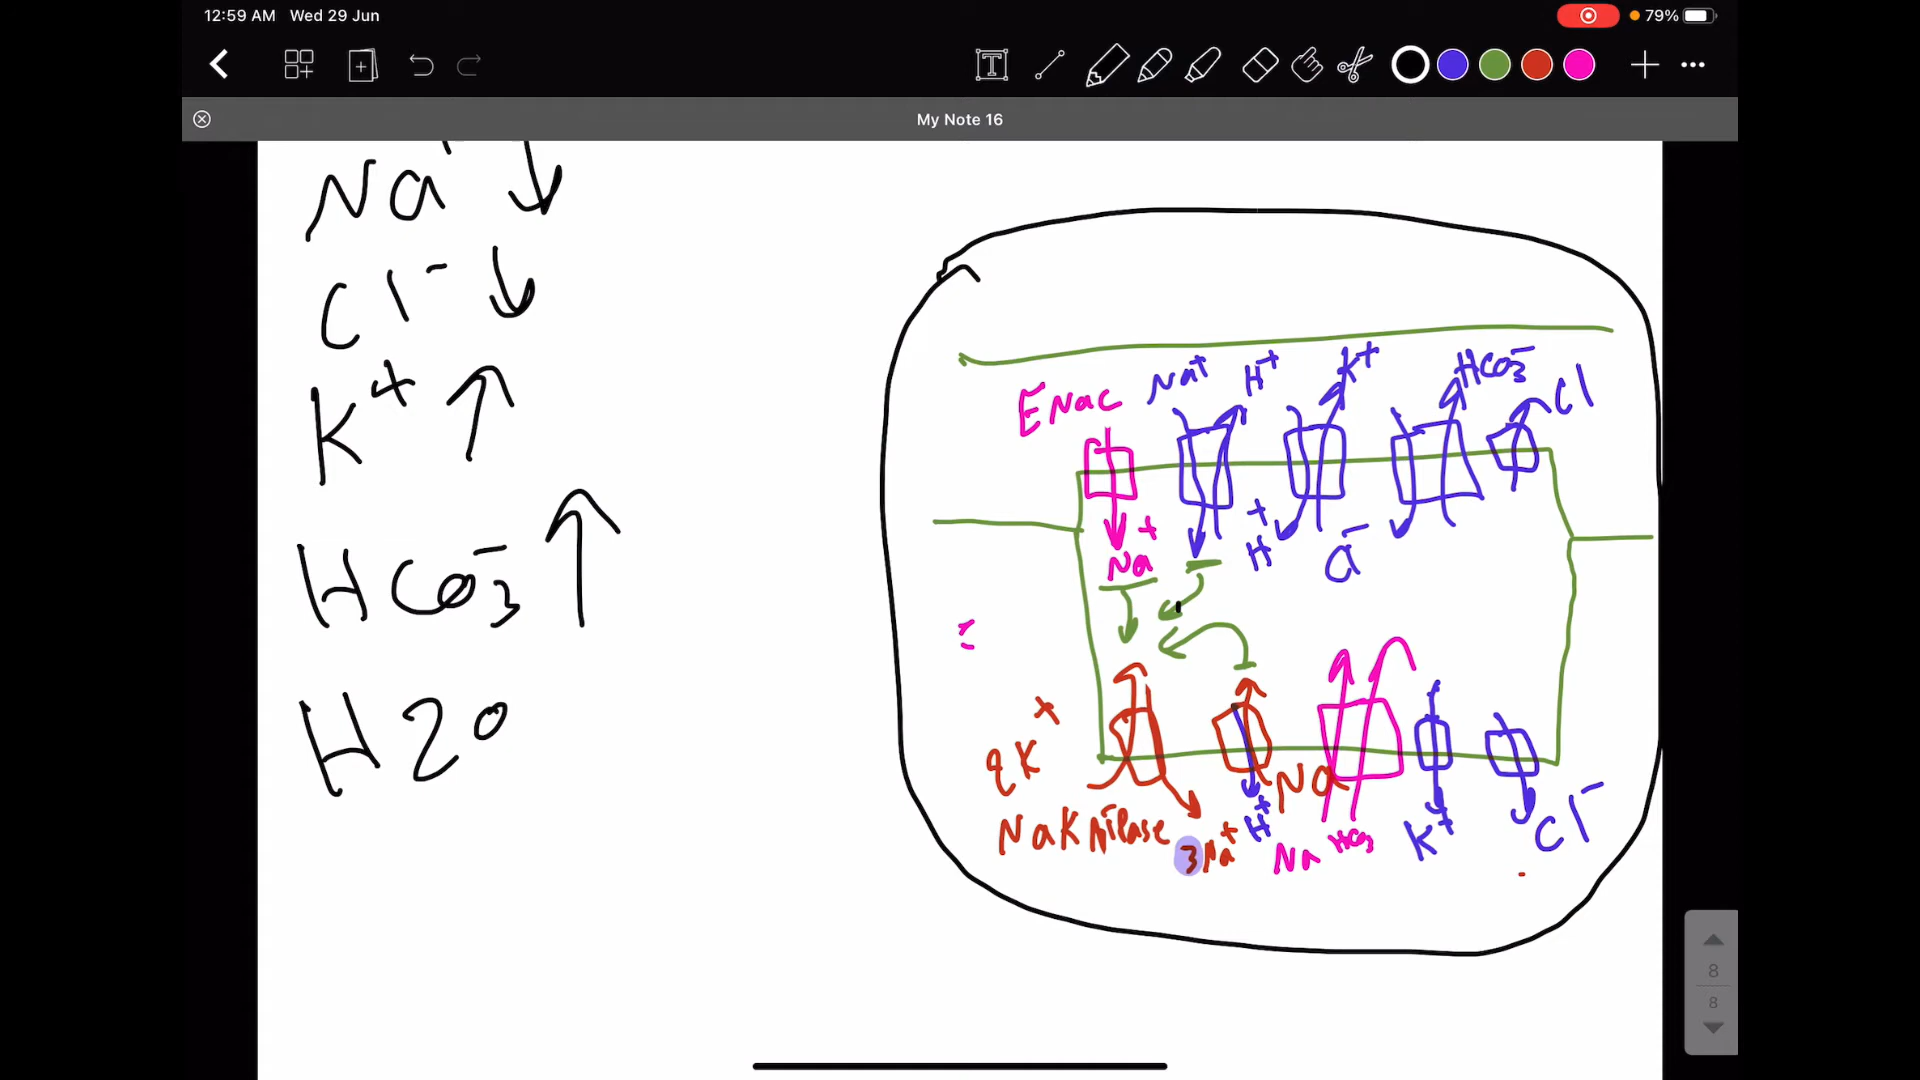 12:59 AM Wed 29 Jun
79%
T
My Note 16
Na+ ↓
Cl- ↓
K+ ↑
HCo3- ↑
H2o
ENac
Na+
H+
K+
HCo3-
Cl
Na+
H+
Cl-
2K+
NaK ATPase
3Na+
H+
Na
Na
HCo3
K+
Cl-
8
8